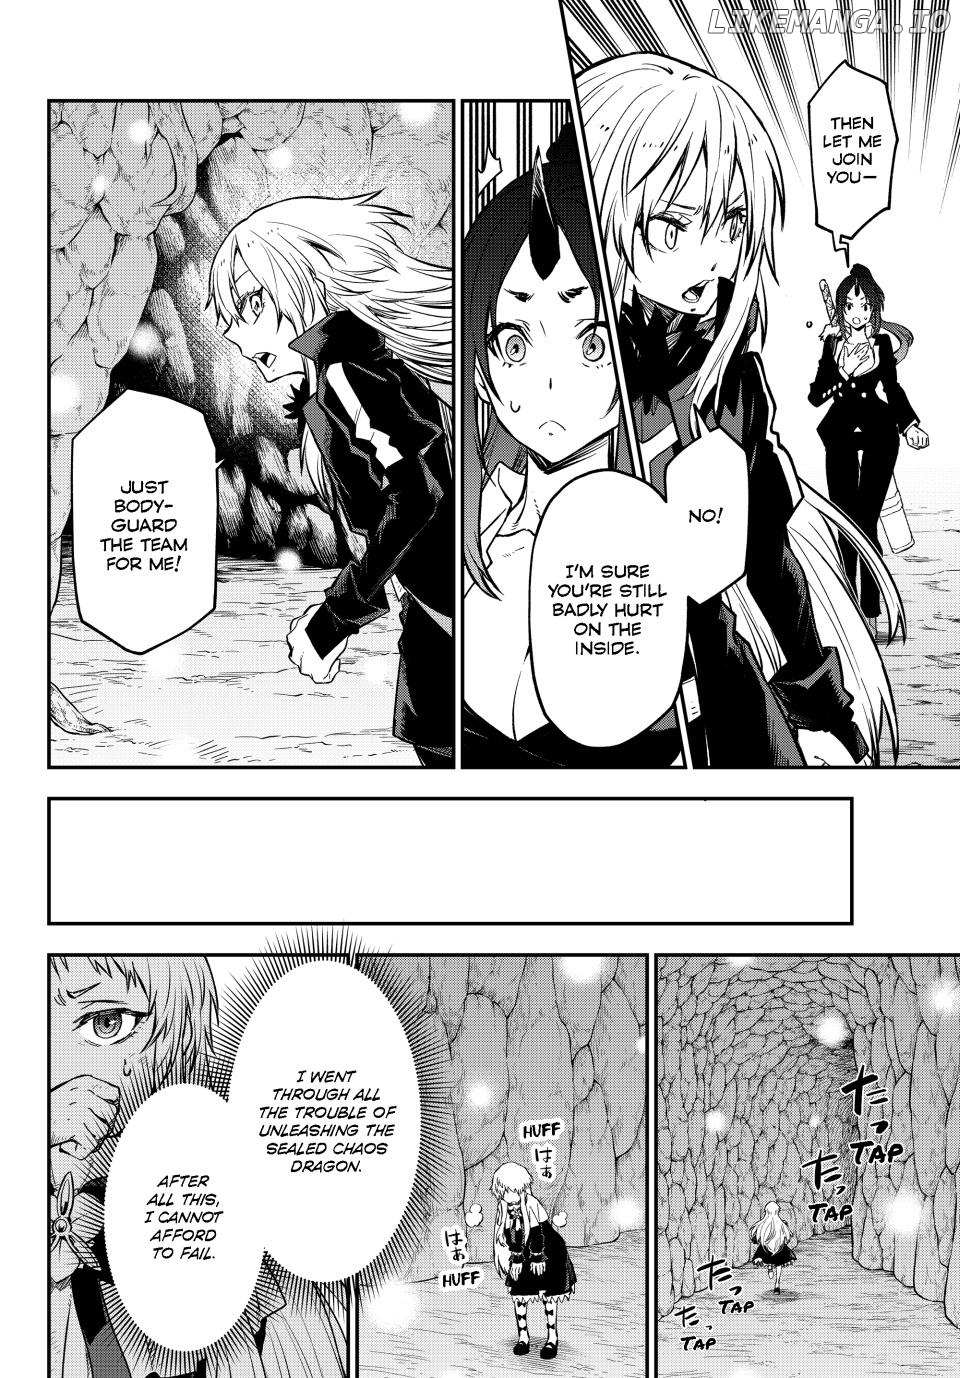 LIKEMANGA.IO
THEN
LET ME
JOIN
YOU—
NO!
I'M SURE
YOU'RE STILL
BADLY HURT
ON THE
INSIDE.
JUST
BODY-
GUARD
THE TEAM
FOR ME!
たっ
TAP
たっ
TAP
たっ
TAP
たっ
TAP
HUFF
はぁ
はぁ
HUFF
I WENT
THROUGH ALL
THE TROUBLE OF
UNLEASHING THE
SEALED CHAOS
DRAGON.
AFTER
ALL THIS,
I CANNOT
AFFORD
TO FAIL.